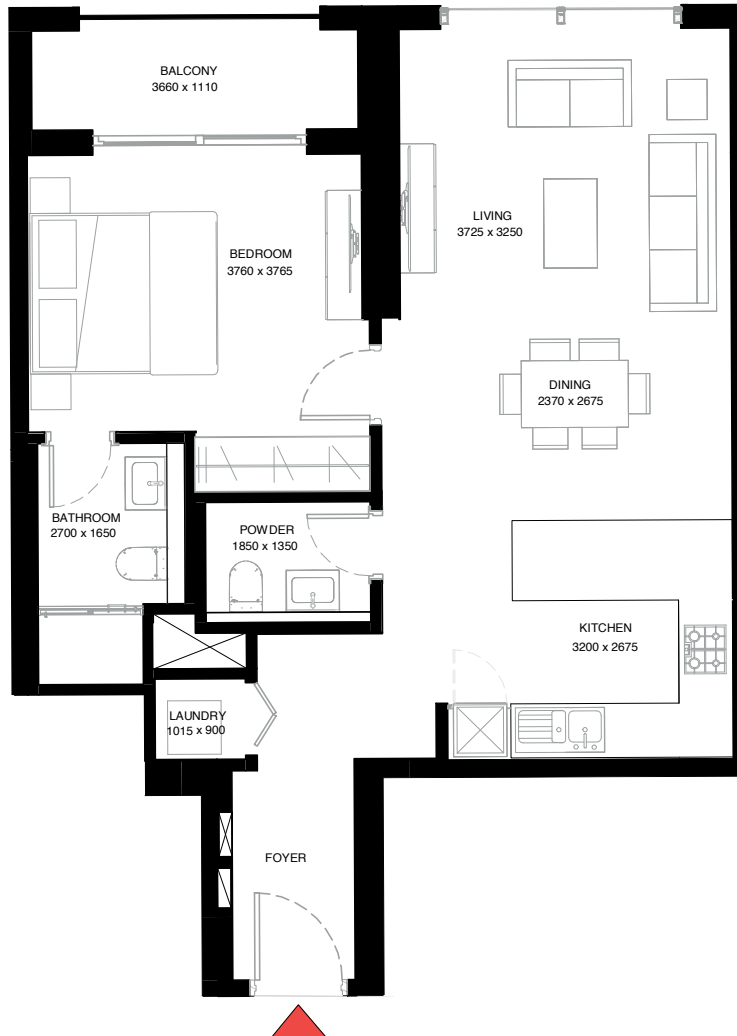 BALCONY
3660 x 1110
LIVING
3725 x 3250
BEDROOM
3760 x 3765
DINING
2370 x 2675
BATHROOM
2700 x 1650
POWDER
1850 x 1350
KITCHEN
3200 x 2675
LAUNDRY
1015 x 900
FOYER